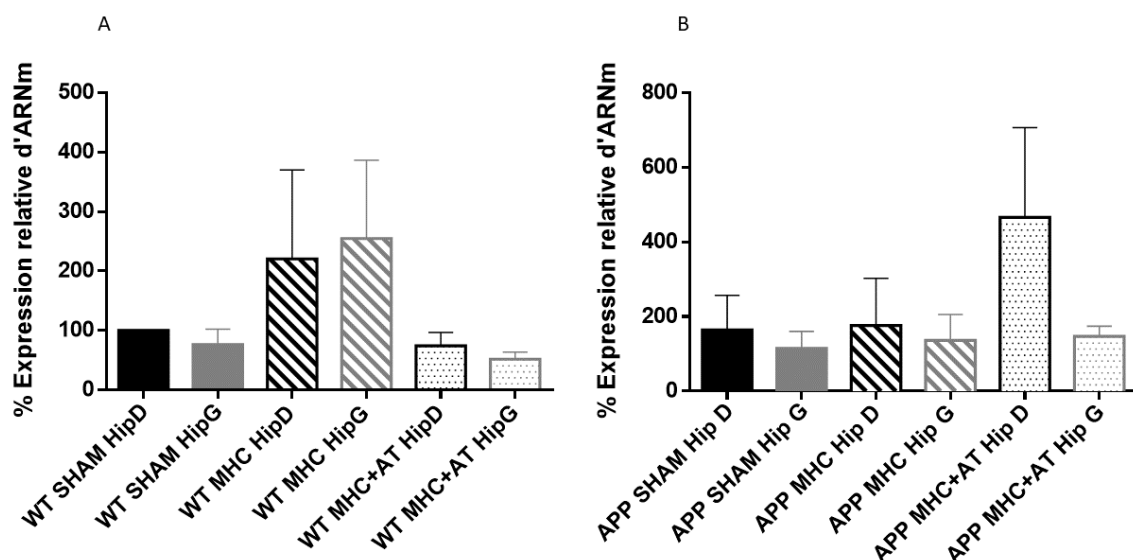 A
B
% Expression relative d'ARNm
500
400
300
200
100
0
WT SHAM HipD
WT SHAM HipG
WT MHC HipD
WT MHC HipG
WT MHC+AT HipD
WT MHC+AT HipG
% Expression relative d'ARNm
800
600
400
200
0
APP SHAM Hip D
APP SHAM Hip G
APP MHC Hip D
APP MHC Hip G
APP MHC+AT Hip D
APP MHC+AT Hip G